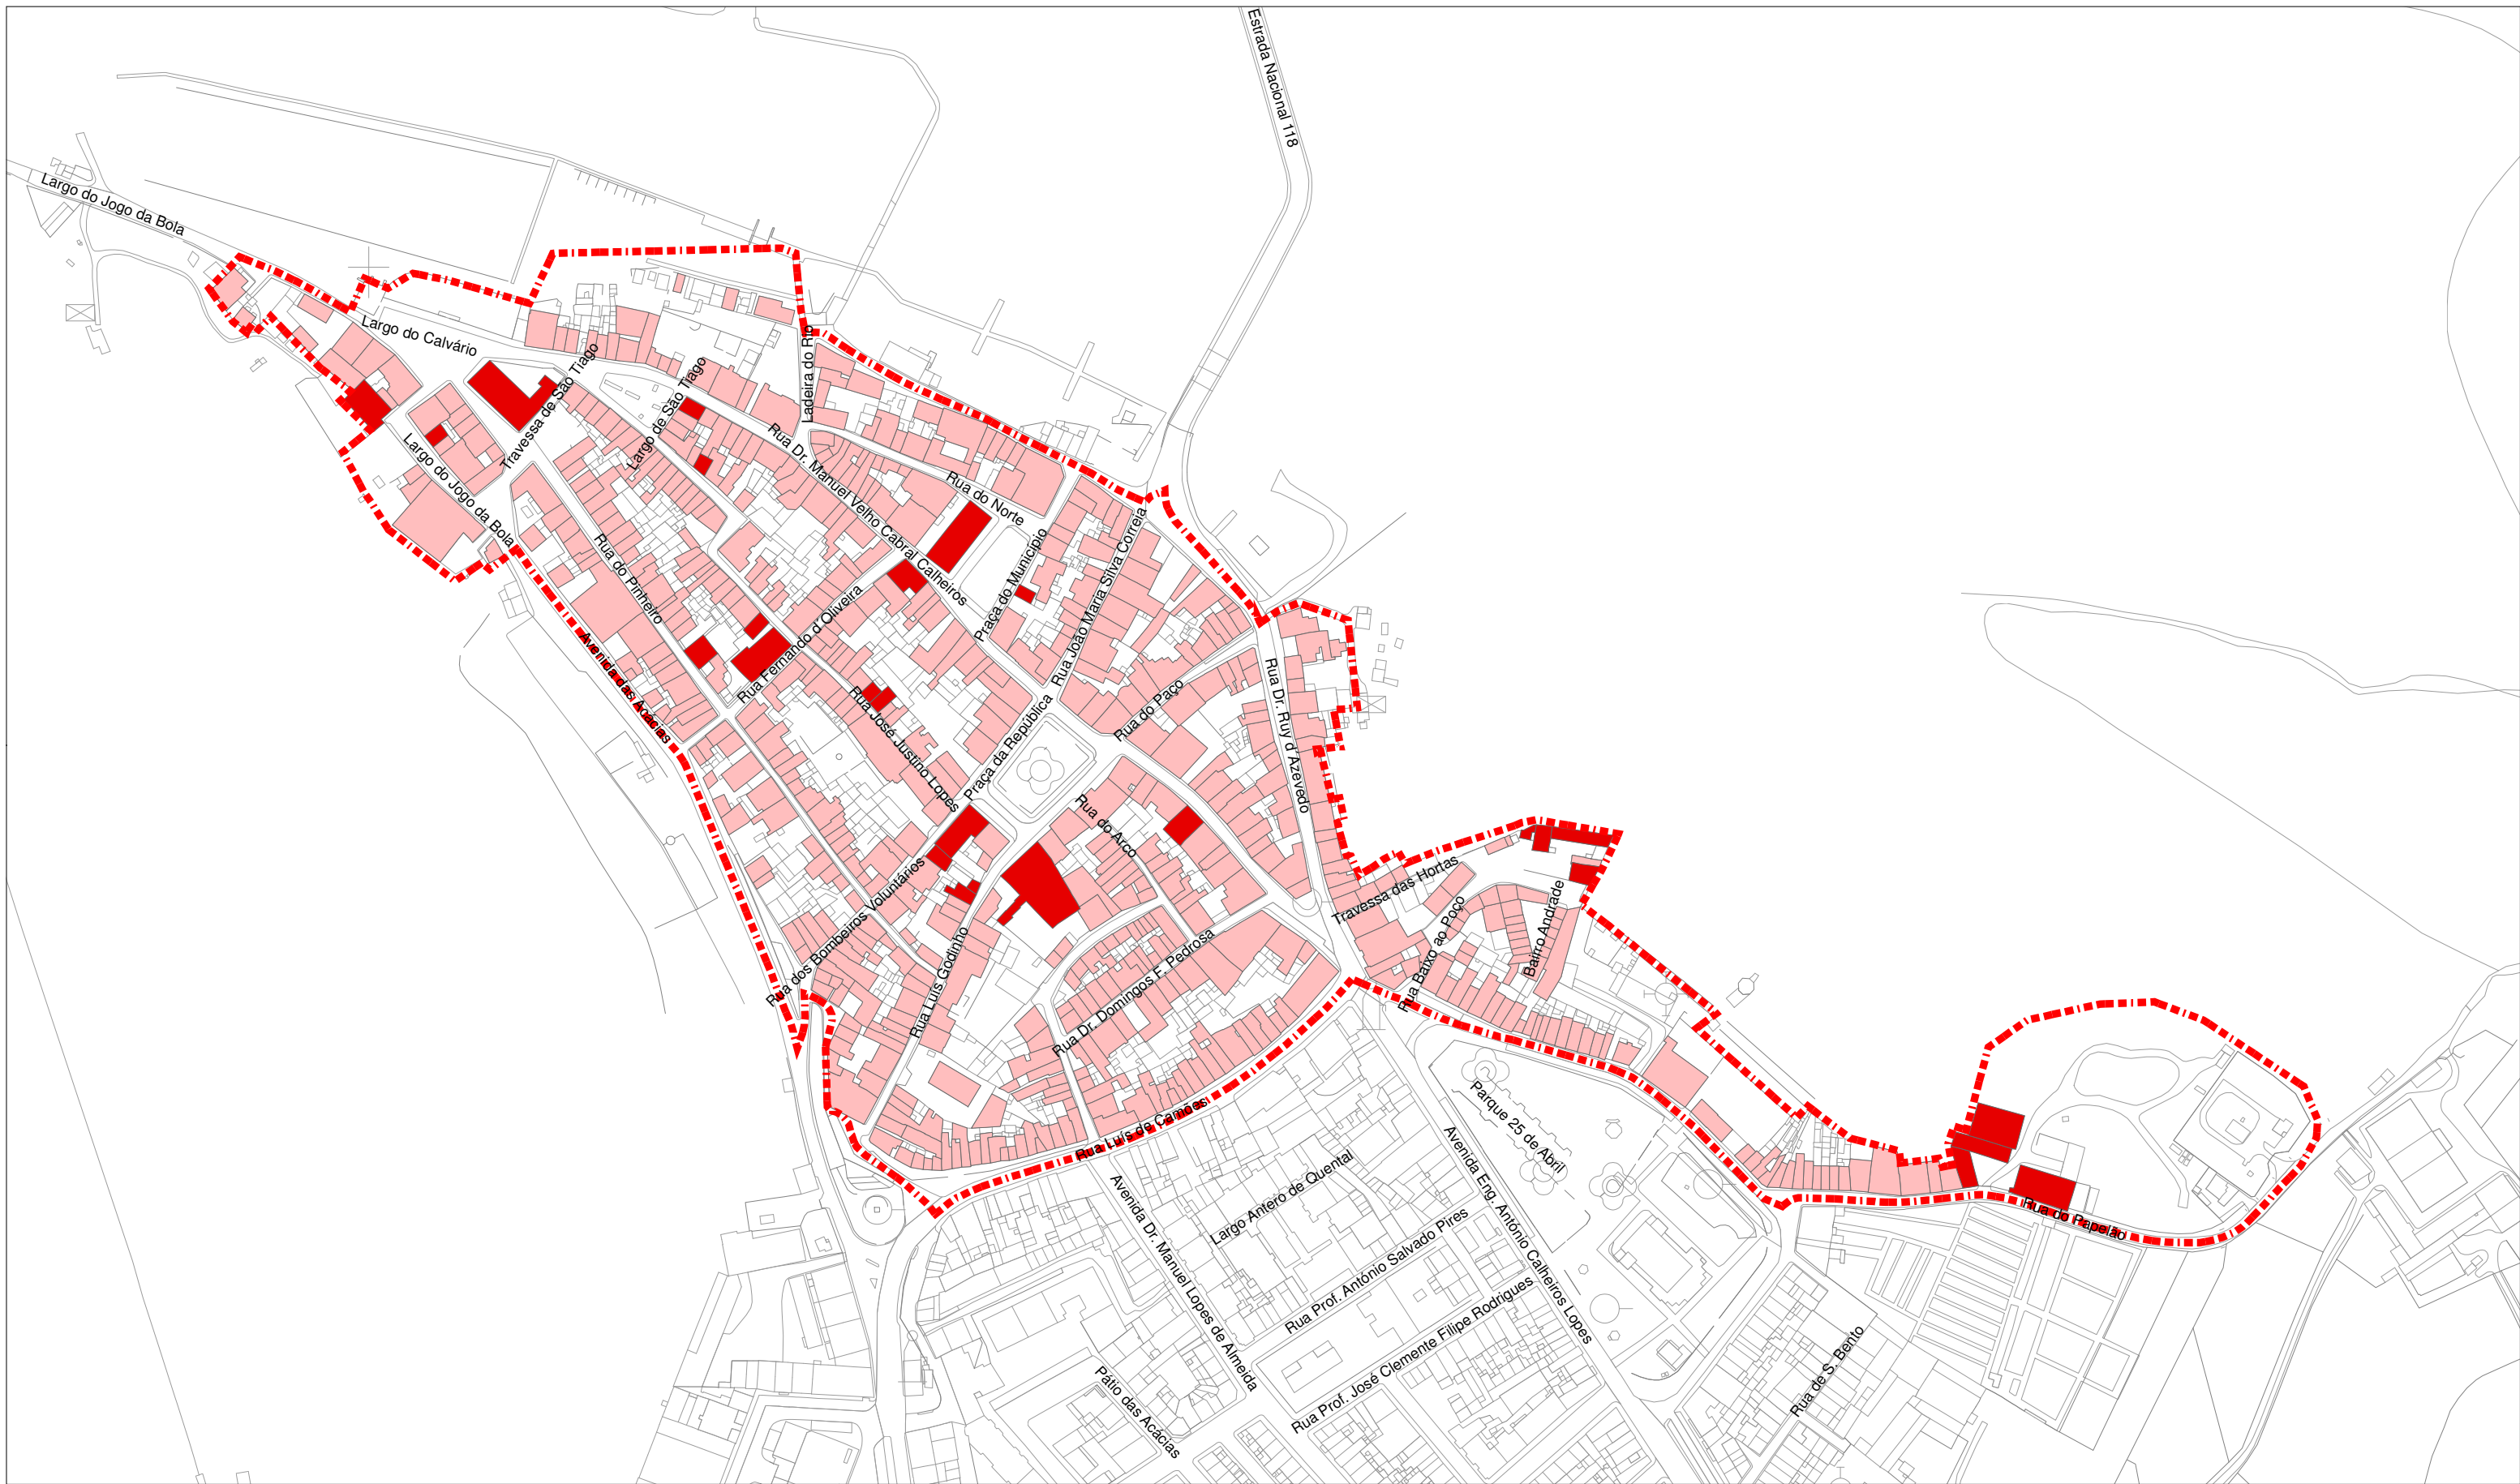 Estrada Nacional 118
Largo do Jogo da Bola
Largo do Calvário
Travessa de São Tiago
Largo de São Tiago
Ladeira do Rio
Rua Dr. Manuel Velho Cabral Calheiros
Rua do Norte
Largo do Jogo da Bola
Rua do Pinheiro
Praça do Município
Rua João Maria Silva Correia
Rua Fernando d´Oliveira
Avenida das Acácias
Rua José Justino Lopes
Praça da República
Rua do Paço
Rua Dr. Ruy d´Azevedo
Rua do Arco
Rua dos Bombeiros Voluntários
Travessa das Hortas
Rua Baixo ao Poço
Bairro Andrade
Rua Luís Godinho
Rua Dr. Domingos F. Pedrosa
Rua Luís de Camões
Parque 25 de Abril
Avenida Eng. António Calheiros Lopes
Largo Antero de Quental
Avenida Dr. Manuel Lopes de Almeida
Rua Prof. António Salvado Pires
Rua Prof. José Clemente Filipe Rodrigues
Rua do Papelão
Rua de S. Bento
Pátio das Acácias